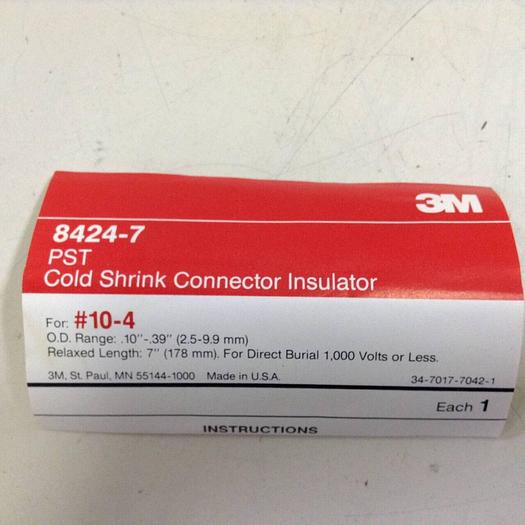 3M
8424-7
PST
Cold Shrink Connector Insulator
For: #10-4
O.D. Range: .10"-.39" (2.5-9.9 mm)
Relaxed Length: 7" (178 mm). For Direct Burial 1,000 Volts or Less.
3M, St. Paul, MN 55144-1000 Made in U.S.A. 34-7017-7042-1
Each 1
INSTRUCTIONS